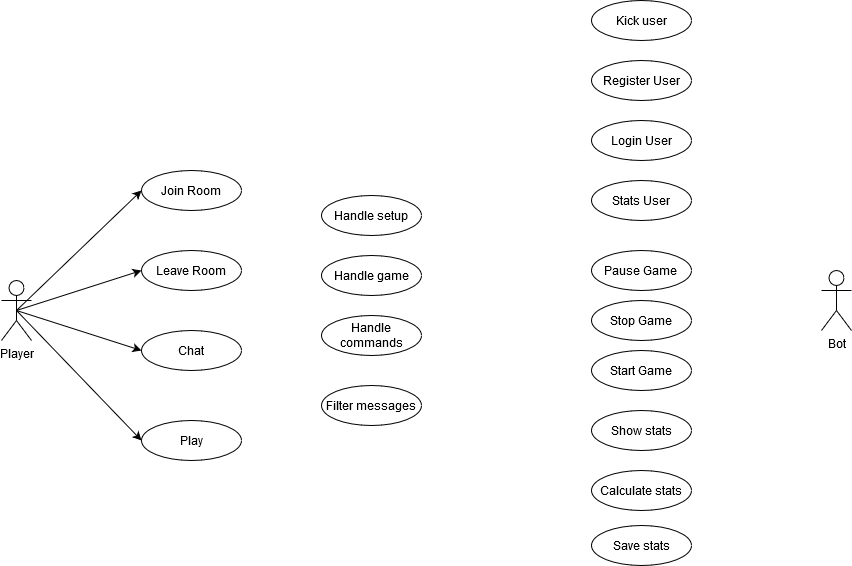 Kick user
Register User
Login User
Join Room
Stats User
Handle setup
Leave Room
Handle game
Pause Game
Stop Game
Handle
commands
Bot
Player
Chat
Start Game
Filter messages
Show stats
Play
Calculate stats
Save stats